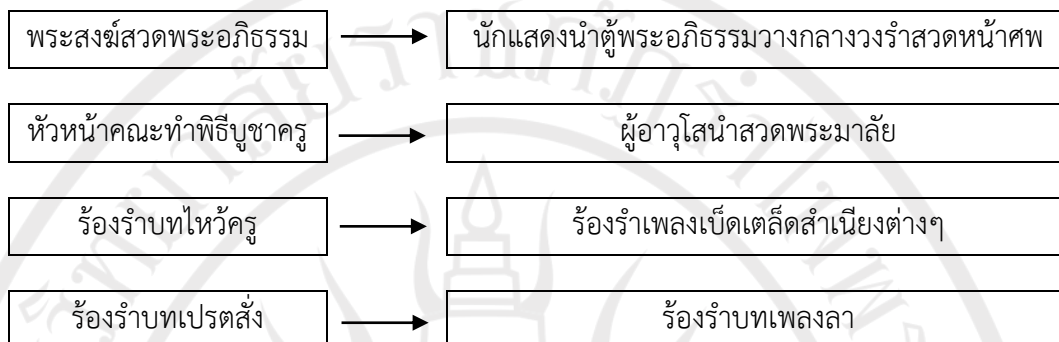 พระสงฆ์สวดพระอภิธรรม
นักแสดงนำตู้พระอภิธรรมวางกลางวงรำสวดหน้าศพ
หัวหน้าคณะทำพิธีบูชาครู
ผู้อาวุโสนำสวดพระมาลัย
ร้องรำบทไหว้ครู
ร้องรำเพลงเบ็ดเตล็ดสำเนียงต่างๆ
ร้องรำบทเปรตสั่ง
ร้องรำบทเพลงลา